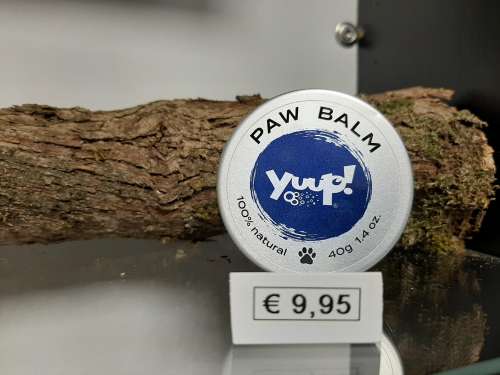 PAW BALM
yuup!
100% natural
40g 1.4 oz.
€ 9,95